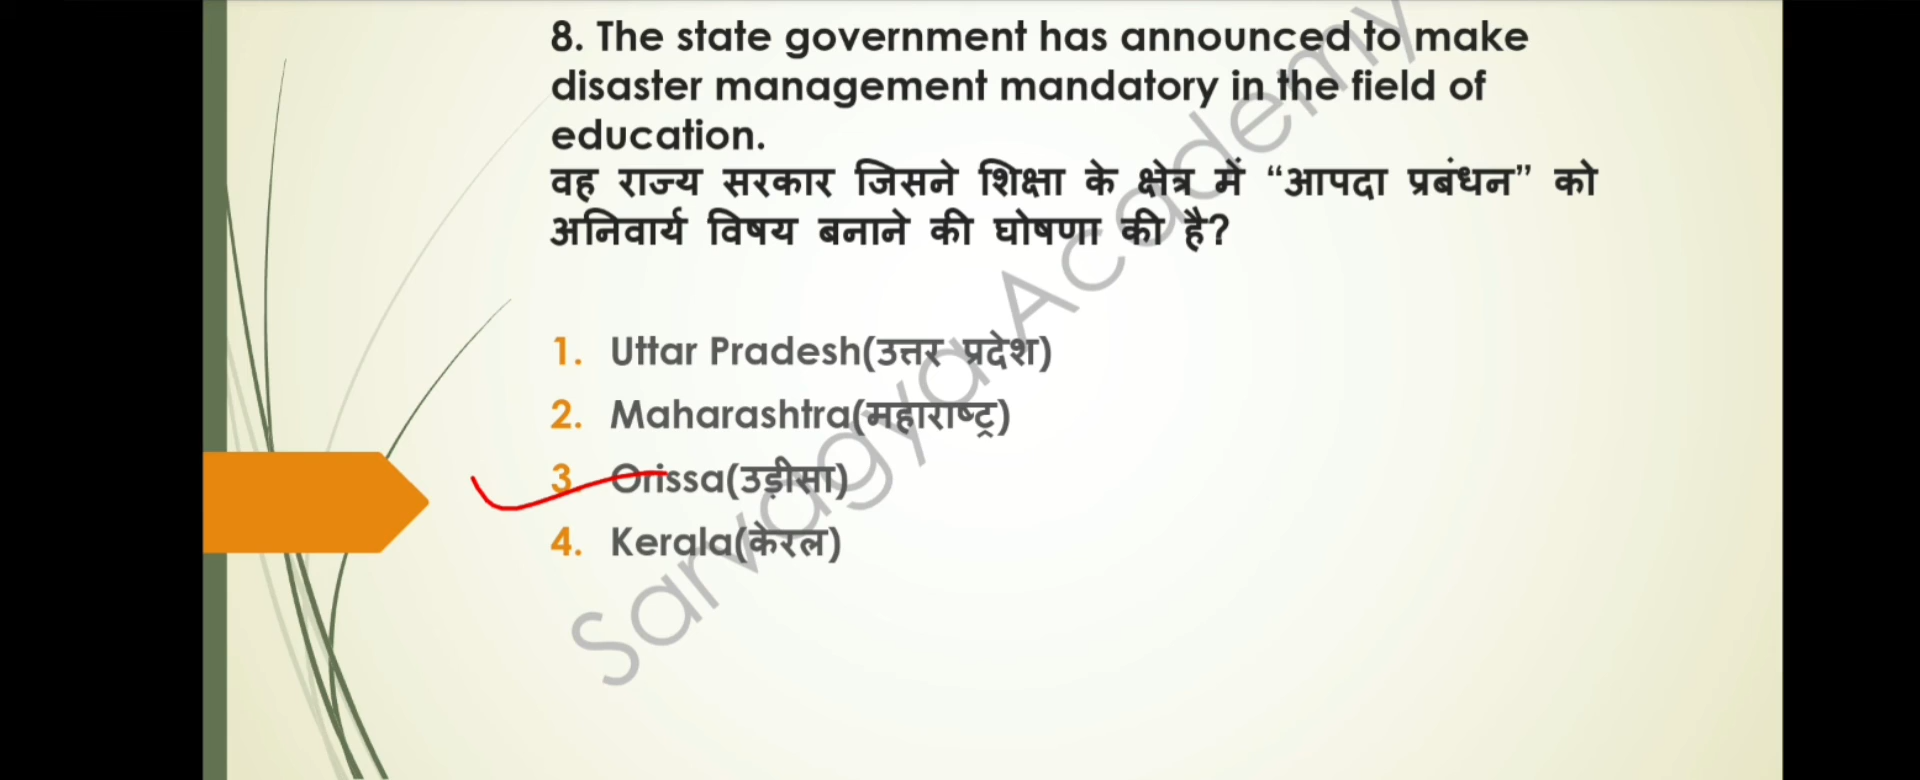 8. The state government has announced to make
disaster management mandatory in the field of
education.
वह राज्य सरकार जिसने शिक्षा के क्षेत्र में “आपदा प्रबंधन” को
अनिवार्य विषय बनाने की घोषणा की है?
1. Uttar Pradesh(उत्तर प्रदेश)
2. Maharashtra(महाराष्ट्र)
3. Orissa(उड़ीसा)
4. Kerala(केरल)
Sarvagya Academy